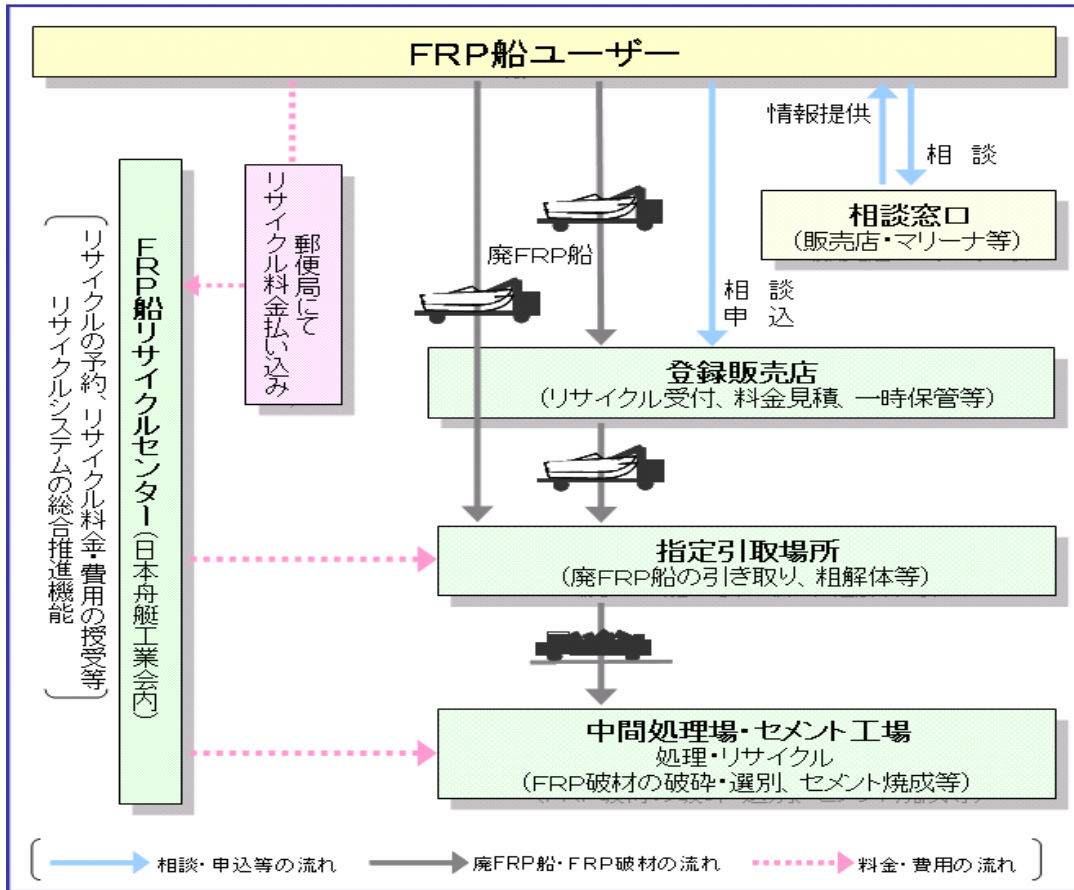 FRP船ユーザー
情報提供
相 談
相談窓口
(販売店・マリーナ等)
郵便局にて
リサイクル料金払い込み
廃FRP船
相 談
申 込
FRP船リサイクルセンター(日本舟艇工業会内)
リサイクルの予約、リサイクル料金・費用の授受等
リサイクルシステムの総合推進機能
登録販売店
(リサイクル受付、料金見積、一時保管等)
指定引取場所
(廃FRP船の引き取り、粗解体等)
中間処理場・セメント工場
処理・リサイクル
(FRP破材の破砕・選別、セメント焼成等)
相談・申込等の流れ
廃FRP船・FRP破材の流れ
料金・費用の流れ